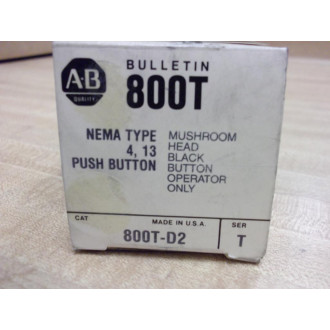 A-B
QUALITY
BULLETIN
800T
NEMA TYPE
4, 13
PUSH BUTTON
MUSHROOM
HEAD
BLACK
BUTTON
OPERATOR
ONLY
CAT
MADE IN U.S.A.
SER
800T-D2
T